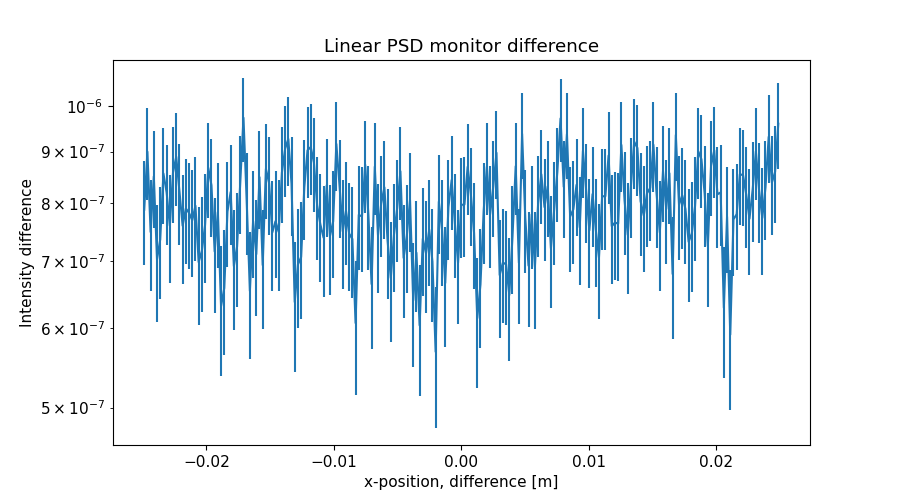 Linear PSD monitor difference
Intensity difference
10⁻⁶
9 × 10⁻⁷
8 × 10⁻⁷
7 × 10⁻⁷
6 × 10⁻⁷
5 × 10⁻⁷
−0.02 −0.01 0.00 0.01 0.02
x-position, difference [m]